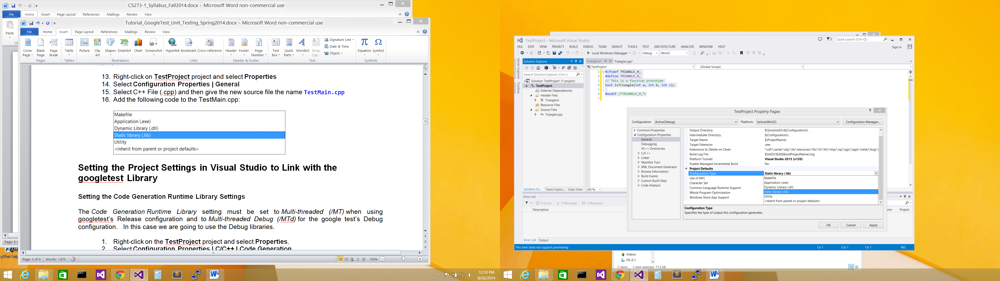 CS273-1_Syllabus_Fall2014.docx - Microsoft Word non-commercial use
File Home Insert Page Layout References Mailings Review View
Paste
Tutorial_GoogleTest_Unit_Testing_Spring2014.docx - Microsoft Word non-commercial use
File Home Insert Page Layout References Mailings Review View
Cover Page Blank Page Page Break Table Picture Clip Art Shapes SmartArt Chart Screenshot Hyperlink Bookmark Cross-reference Header Footer Page Number Text Box Quick Parts WordArt Drop Cap Signature Line Date & Time Object Equation Symbol
Pages Tables Illustrations Links Header & Footer Text Symbols
13. Right-click on TestProject project and select Properties
14. Select Configuration Properties | General
15. Select C++ File (.cpp) and then give the new source file the name TestMain.cpp
16. Add the following code to the TestMain.cpp:
Makefile
Application (.exe)
Dynamic Library (.dll)
Static library (.lib)
Utility
<inherit from parent or project defaults>
Setting the Project Settings in Visual Studio to Link with the
googletest Library
Setting the Code Generation Runtime Library Settings
The Code Generation Runtime Library setting must be set to Multi-threaded (/MT) when using
googletest's Release configuration and to Multi-threaded Debug (/MTd) for the google test's Debug
configuration. In this case we are going to use the Debug libraries.
1. Right-click on the TestProject project and select Properties.
2. Select Configuration Properties | C/C++ | Code Generation
Page: 6 o
gVim Easy
Page: 3 of 9 Words: 1,870 150%
12:10 PM
8/26/2014
TestProject - Microsoft Visual Studio
5 Quick Launch (Ctrl+Q)
FILE EDIT VIEW PROJECT BUILD DEBUG TEAM NSIGHT TOOLS TEST ARCHITECTURE ANALYZE WINDOW HELP
Sign in
Local Windows Debugger Debug Win32
Server Explorer
Toolbox
Solution Explorer
Search Solution Explorer (Ctrl+;)
Solution 'TestProject' (1 project)
TestProject
External Dependencies
Header Files
Triangle.h
Resource Files
Source Files
Triangle.cpp
Solution Ex... Team Explor... Class View
Triangle.h* Triangle.cpp*
TestProject (Global Scope)
1 #ifndef TRIANGLE_H_
2 #define TRIANGLE_H_
3 // This is a function prototype
4 bool isTriangle(int a, int b, int c);
5
6 #endif /*TRIANGLE_H_*/
7
100 %
Error List
0 Errors 0 Warnings 0 Messages
Description
Project
Error List Output
This item does not support previewing Ln 1 Col 1 Ch 1 INS
TestProject Property Pages
?
Configuration: Active(Debug) Platform: Active(Win32) Configuration Manager...
Common Properties
Configuration Properties
General
Debugging
VC++ Directories
C/C++
Linker
Manifest Tool
XML Document Generator
Browse Information
Build Events
Custom Build Step
Code Analysis
Output Directory $(SolutionDir)$(Configuration)\
Intermediate Directory $(Configuration)\
Target Name $(ProjectName)
Target Extension .exe
Extensions to Delete on Clean *.cdf;*.cache;*.obj;*.ilk;*.resources;*.tlb;*.tli;*.tlh;*.tmp;*.rsp;*.pgc;*.pgd;*.meta;*.tlog;*.
Build Log File $(IntDir)$(MSBuildProjectName).log
Platform Toolset Visual Studio 2013 (v120)
Enable Managed Incremental Build No
Project Defaults
Configuration Type Static library (.lib)
Use of MFC
Character Set
Common Language Runtime Support
Whole Program Optimization
Windows Store App Support
Makefile
Application (.exe)
Dynamic Library (.dll)
Static library (.lib)
Utility
<inherit from parent or project defaults>
Configuration Type
Specifies the type of output this configuration generates.
OK Cancel Apply
Videos
OS (C:)
2 items 1 item selected 71.5 KB